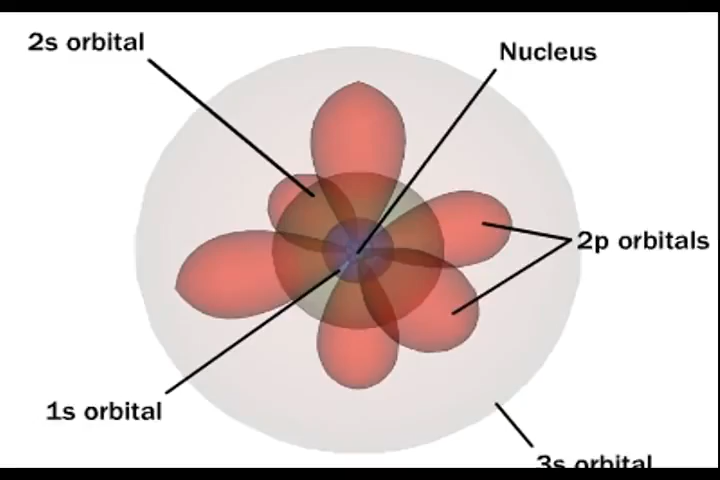 2s orbital
Nucleus
2p orbitals
1s orbital
3s orbital